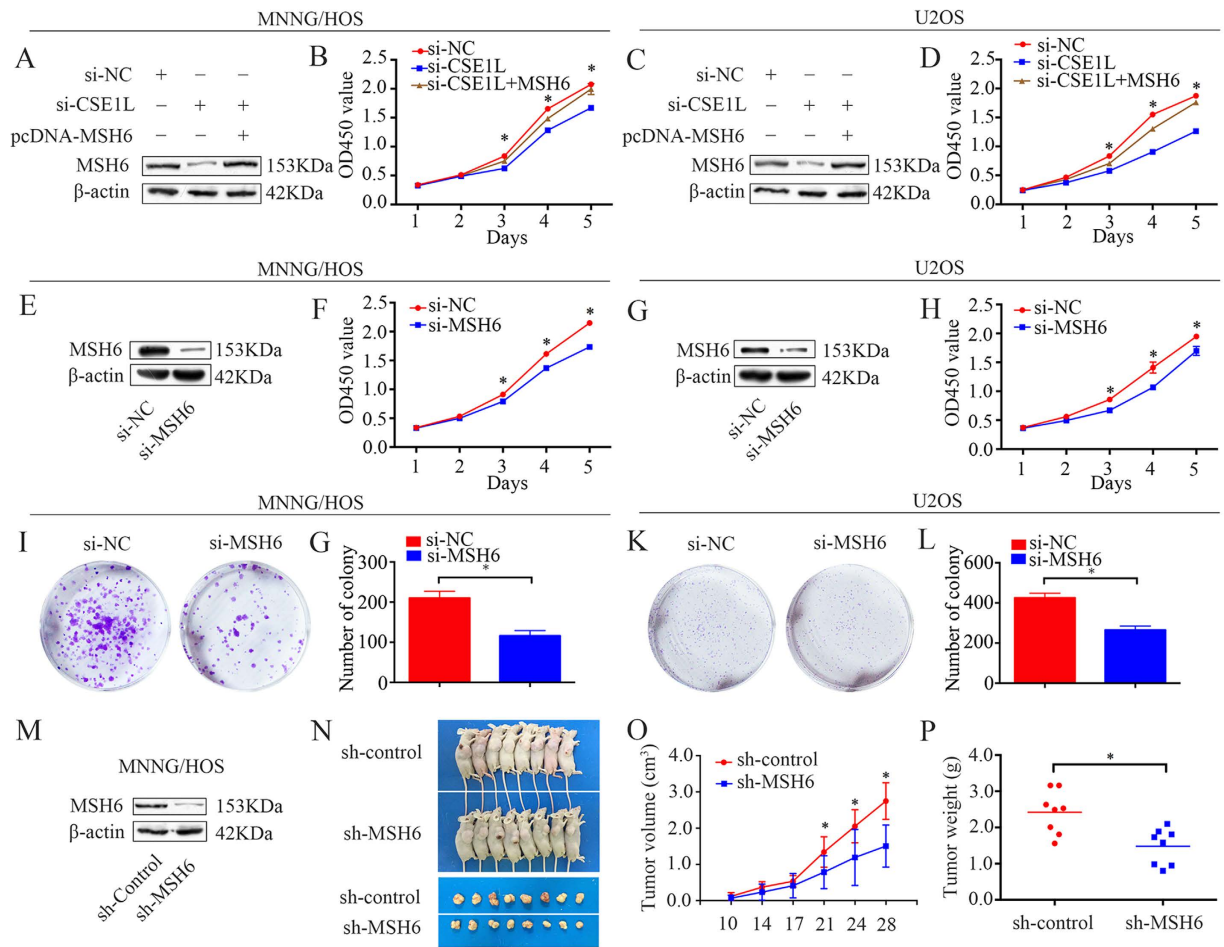 MNNG/HOS
U2OS
A
si-NC + − −
si-CSE1L − + +
pcDNA-MSH6 − − +
MSH6 153KDa
β-actin 42KDa
B
si-NC
si-CSE1L
si-CSE1L+MSH6
OD450 value
2.5
2.0
1.5
1.0
0.5
0.0
* * *
1 2 3 4 5
Days
C
si-NC + − −
si-CSE1L − + +
pcDNA-MSH6 − − +
MSH6 153KDa
β-actin 42KDa
D
si-NC
si-CSE1L
si-CSE1L+MSH6
OD450 value
2.5
2.0
1.5
1.0
0.5
0.0
* * *
1 2 3 4 5
Days
MNNG/HOS
U2OS
E
MSH6 153KDa
β-actin 42KDa
si-NC
si-MSH6
F
si-NC
si-MSH6
OD450 value
2.5
2.0
1.5
1.0
0.5
0.0
* * *
1 2 3 4 5
Days
G
MSH6 153KDa
β-actin 42KDa
si-NC
si-MSH6
H
si-NC
si-MSH6
OD450 value
2.5
2.0
1.5
1.0
0.5
0.0
* * *
1 2 3 4 5
Days
MNNG/HOS
U2OS
I
si-NC si-MSH6
G
si-NC
si-MSH6
Number of colony
300
200
100
0
*
K
si-NC si-MSH6
L
si-NC
si-MSH6
Number of colony
600
400
200
0
*
M
MNNG/HOS
MSH6 153KDa
β-actin 42KDa
sh-Control
sh-MSH6
N
sh-control
sh-MSH6
sh-control
sh-MSH6
O
sh-control
sh-MSH6
Tumor volume (cm³)
4.0
3.0
2.0
1.0
0.0
* * *
10 14 17 21 24 28
P
Tumor weight (g)
4.0
3.0
2.0
1.0
0.0
*
sh-control sh-MSH6